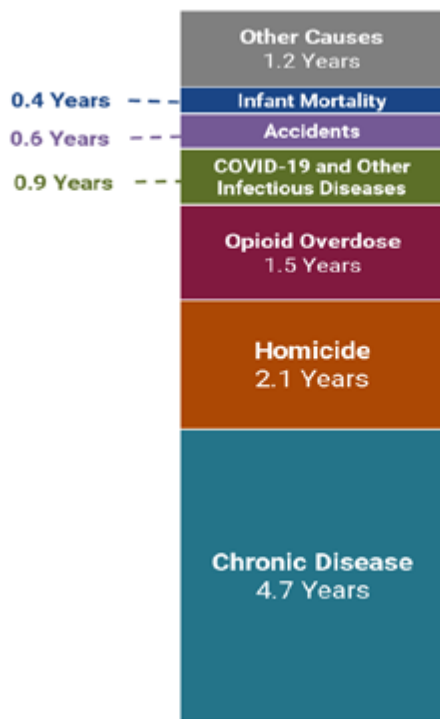 Other Causes
1.2 Years
0.4 Years
Infant Mortality
0.6 Years
Accidents
0.9 Years
COVID-19 and Other
Infectious Diseases
Opioid Overdose
1.5 Years
Homicide
2.1 Years
Chronic Disease
4.7 Years